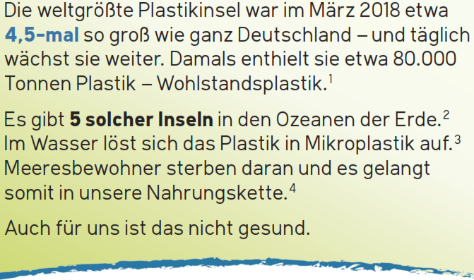 Die weltgrößte Plastikinsel war im März 2018 etwa
4,5-mal so groß wie ganz Deutschland – und täglich
wächst sie weiter. Damals enthielt sie etwa 80.000
Tonnen Plastik – Wohlstandsplastik.¹
Es gibt 5 solcher Inseln in den Ozeanen der Erde.²
Im Wasser löst sich das Plastik in Mikroplastik auf.³
Meeresbewohner sterben daran und es gelangt
somit in unsere Nahrungskette.⁴
Auch für uns ist das nicht gesund.